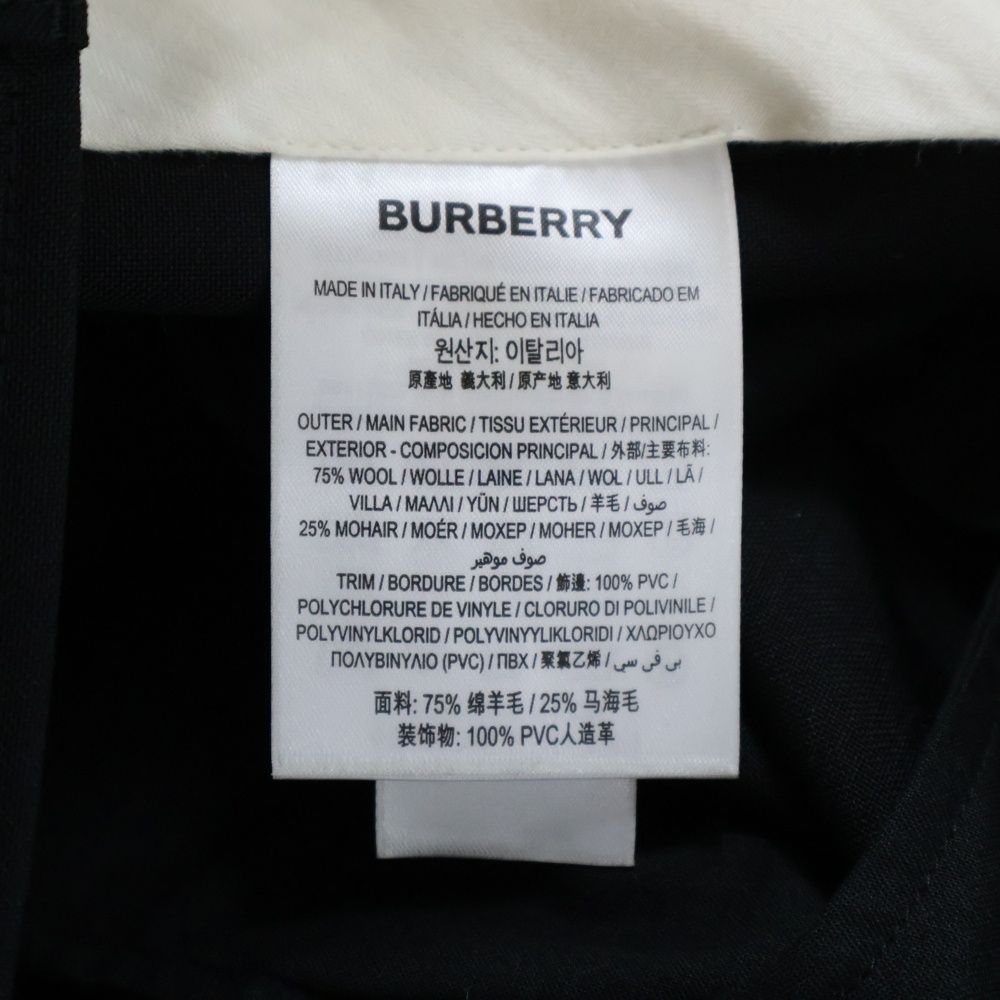 BURBERRY
MADE IN ITALY / FABRIQUÉ EN ITALIE / FABRICADO EM
ITÁLIA / HECHO EN ITALIA
원산지: 이탈리아
原產地 義大利 / 原产地 意大利
OUTER / MAIN FABRIC / TISSU EXTÉRIEUR / PRINCIPAL /
EXTERIOR - COMPOSICION PRINCIPAL / 外部/主要布料:
75% WOOL / WOLLE / LAINE / LANA / WOL / ULL / LÃ /
VILLA / ΜΑΛΛΙ / YÜN / ШЕРСТЬ / 羊毛 / صوف
25% MOHAIR / MOÉR / МОХЕР / MOHER / ΜΟΧΕΡ / 毛海 /
صوف موهير
TRIM / BORDURE / BORDES / 飾邊: 100% PVC /
POLYCHLORURE DE VINYLE / CLORURO DI POLIVINILE /
POLYVINYLKLORID / POLYVINYYLIKLORIDI / ΧΛΩΡΙΟΥΧΟ
ΠΟΛΥΒΙΝΥΛΙΟ (PVC) / ПВХ / 聚氯乙烯 / بي في سي
面料: 75% 绵羊毛 / 25% 马海毛
装饰物: 100% PVC人造革